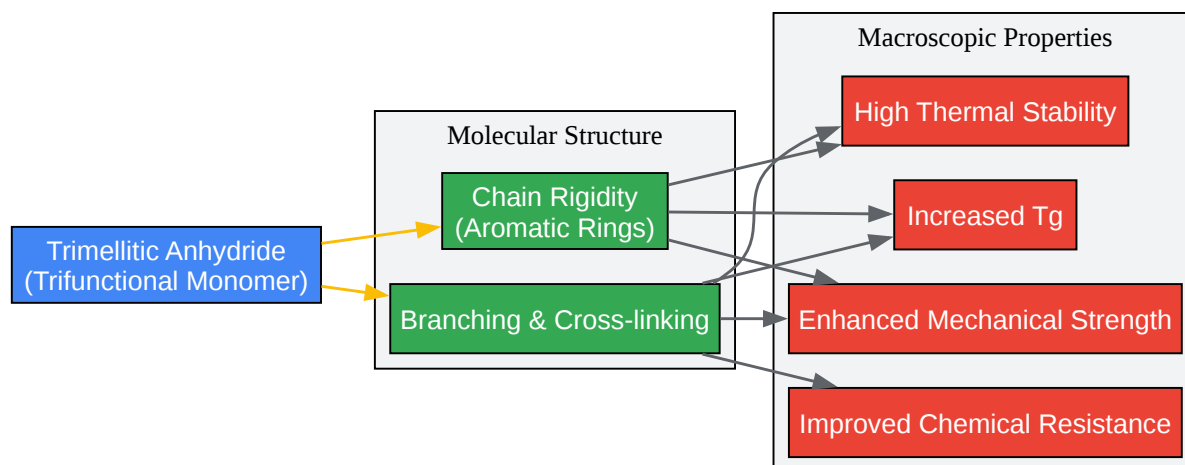 Trimellitic Anhydride
(Trifunctional Monomer)
Molecular Structure
Chain Rigidity
(Aromatic Rings)
Branching & Cross-linking
Macroscopic Properties
High Thermal Stability
Increased Tg
Enhanced Mechanical Strength
Improved Chemical Resistance